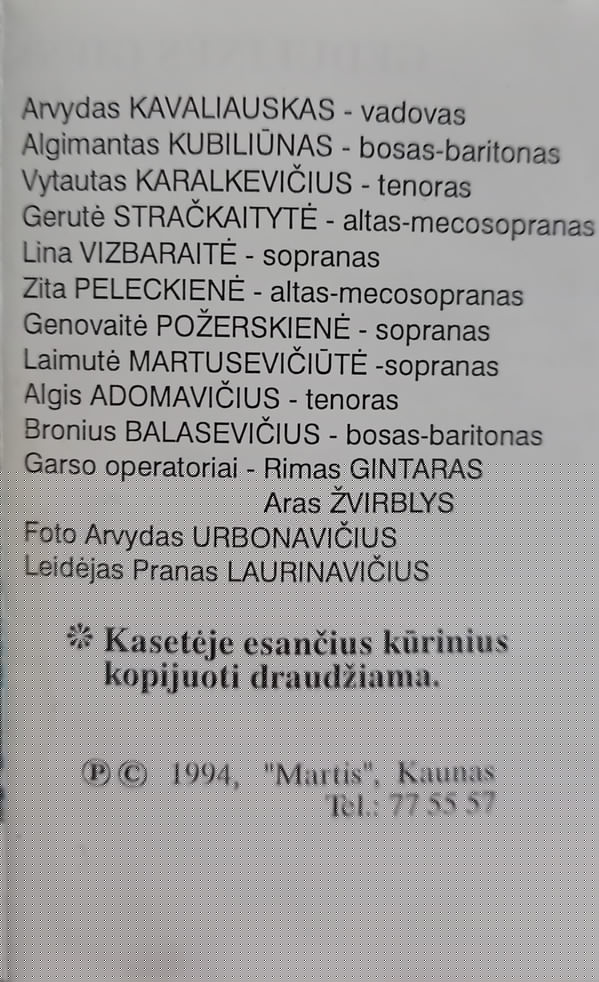 Arvydas KAVALIAUSKAS - vadovas
Algimantas KUBILIŪNAS - bosas-baritonas
Vytautas KARALKEVIČIUS - tenoras
Gerutė STRAČKAITYTĖ - altas-mecosopranas
Lina VIZBARAITĖ - sopranas
Zita PELECKIENĖ - altas-mecosopranas
Genovaitė POŽERSKIENĖ - sopranas
Laimutė MARTUSEVIČIŪTĖ -sopranas
Algis ADOMAVIČIUS - tenoras
Bronius BALASEVIČIUS - bosas-baritonas
Garso operatoriai - Rimas GINTARAS
Aras ŽVIRBLYS
Foto Arvydas URBONAVIČIUS
Leidėjas Pranas LAURINAVIČIUS
❊ Kasetėje esančius kūrinius
kopijuoti draudžiama.
℗ © 1994, "Martis", Kaunas
Tel.: 77 55 57